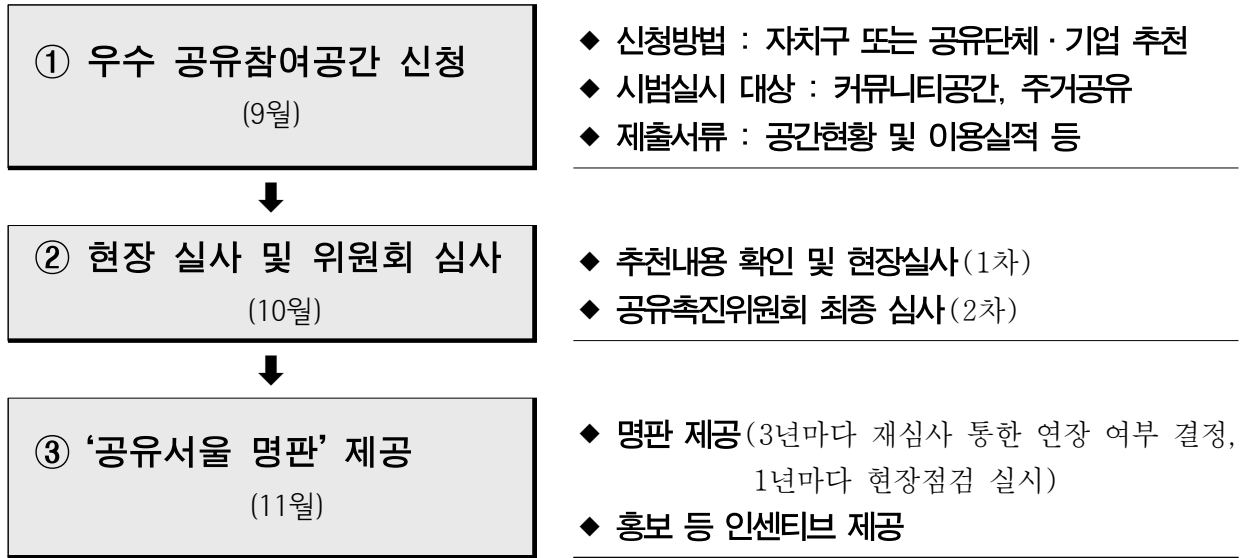 ① 우수 공유참여공간 신청
(9월)
◆ 신청방법 : 자치구 또는 공유단체·기업 추천
◆ 시범실시 대상 : 커뮤니티공간, 주거공유
◆ 제출서류 : 공간현황 및 이용실적 등
② 현장 실사 및 위원회 심사
(10월)
◆ 추천내용 확인 및 현장실사(1차)
◆ 공유촉진위원회 최종 심사(2차)
③ ‘공유서울 명판’ 제공
(11월)
◆ 명판 제공(3년마다 재심사 통한 연장 여부 결정,
1년마다 현장점검 실시)
◆ 홍보 등 인센티브 제공